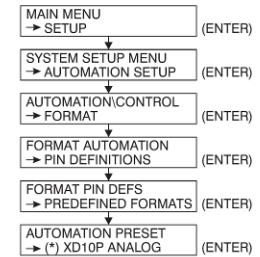 MAIN MENU
→ SETUP (ENTER)
SYSTEM SETUP MENU
→ AUTOMATION SETUP (ENTER)
AUTOMATION\CONTROL
→ FORMAT (ENTER)
FORMAT AUTOMATION
→ PIN DEFINITIONS (ENTER)
FORMAT PIN DEFS
→ PREDEFINED FORMATS (ENTER)
AUTOMATION PRESET
→ (*) XD10P ANALOG (ENTER)